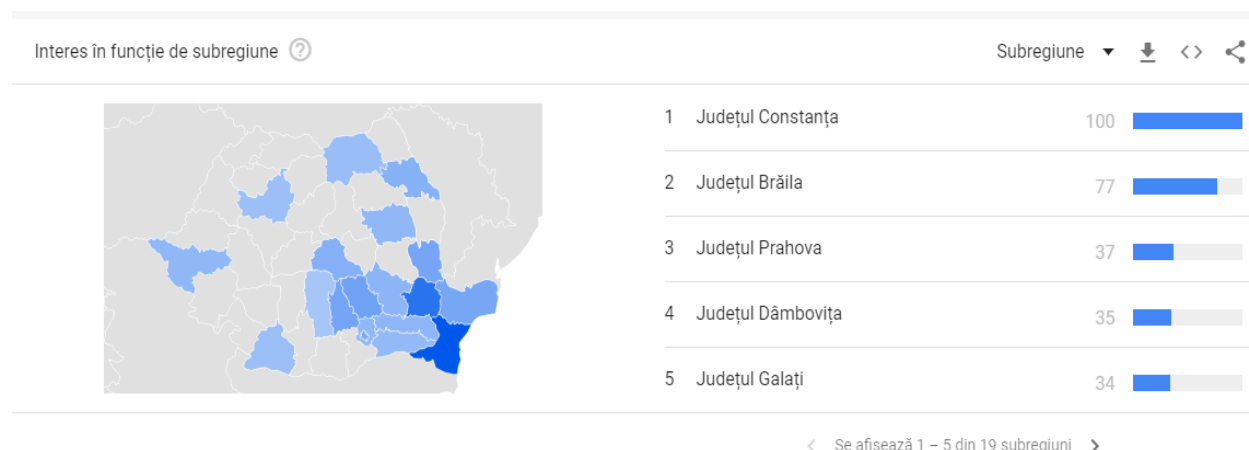 Interes în funcție de subregiune
Subregiune
1 Județul Constanța 100
2 Județul Brăila 77
3 Județul Prahova 37
4 Județul Dâmbovița 35
5 Județul Galați 34
Se afișează 1 – 5 din 19 subregiuni